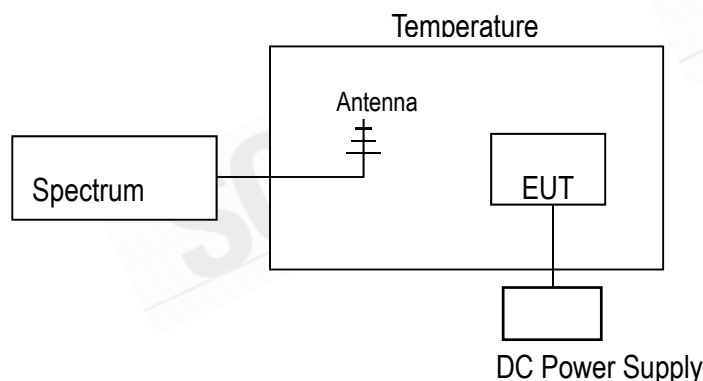 Temperature
Antenna
Spectrum
EUT
DC Power Supply